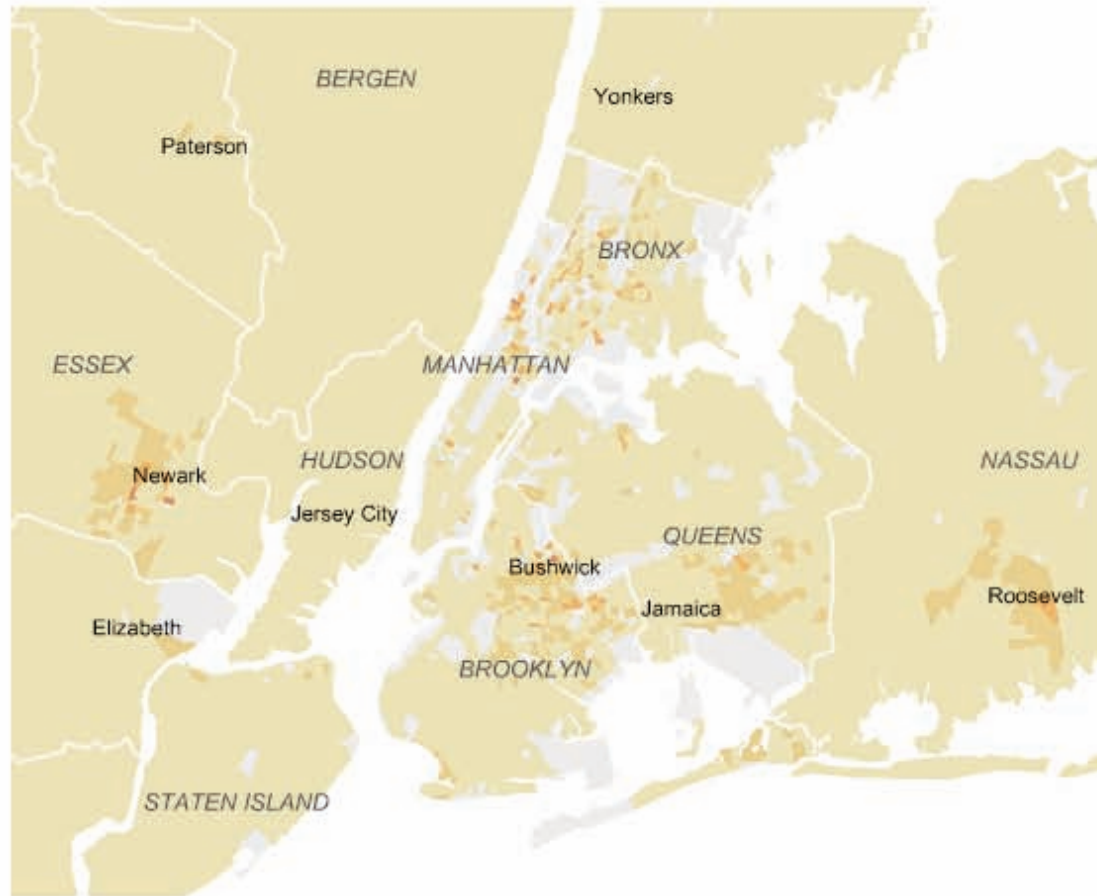 BERGEN
Yonkers
Paterson
BRONX
ESSEX
MANHATTAN
HUDSON
NASSAU
Newark
Jersey City
QUEENS
Bushwick
Roosevelt
Jamaica
Elizabeth
BROOKLYN
STATEN ISLAND